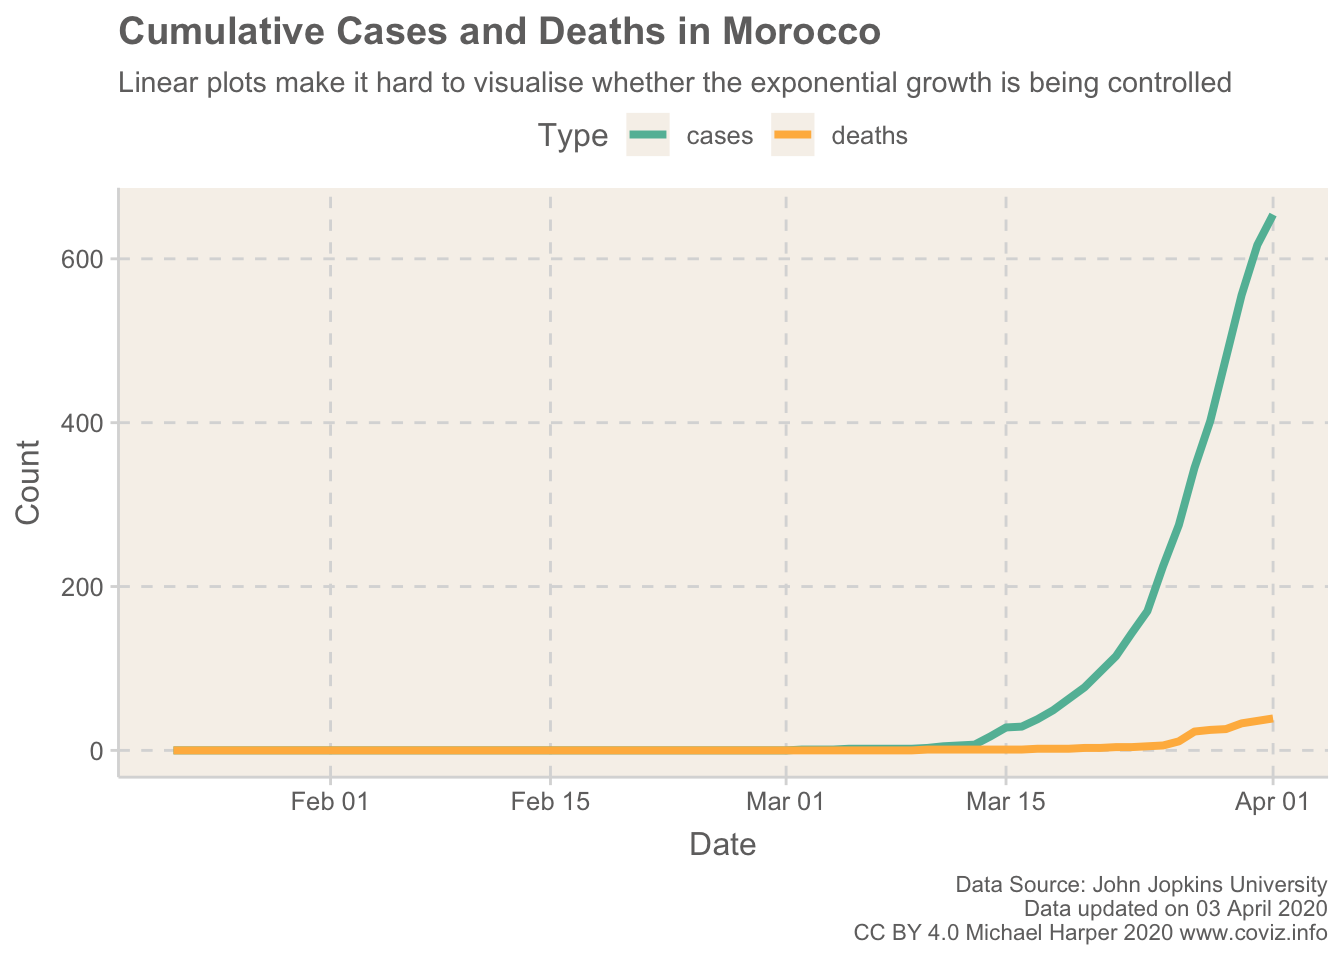 Cumulative Cases and Deaths in Morocco
Linear plots make it hard to visualise whether the exponential growth is being controlled
Type cases deaths
600
400
200
0
Count
Feb 01 Feb 15 Mar 01 Mar 15 Apr 01
Date
Data Source: John Jopkins University
Data updated on 03 April 2020
CC BY 4.0 Michael Harper 2020 www.coviz.info